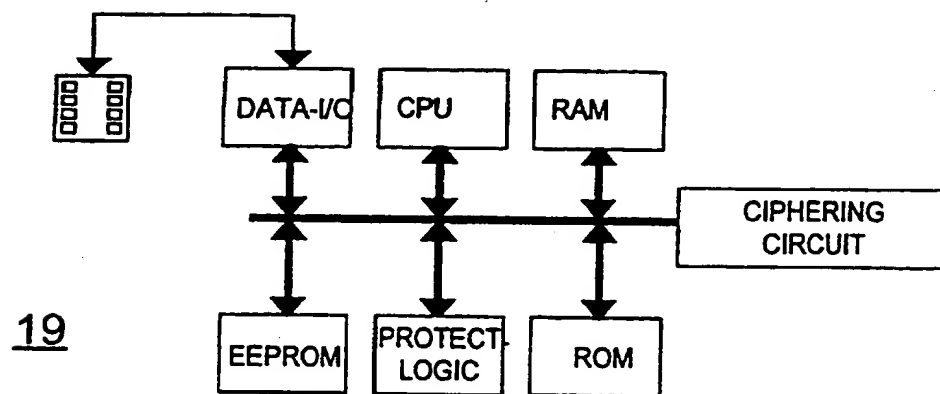 DATA-I/O
CPU
RAM
CIPHERING
CIRCUIT
19
EEPROM
PROTECT-
LOGIC
ROM